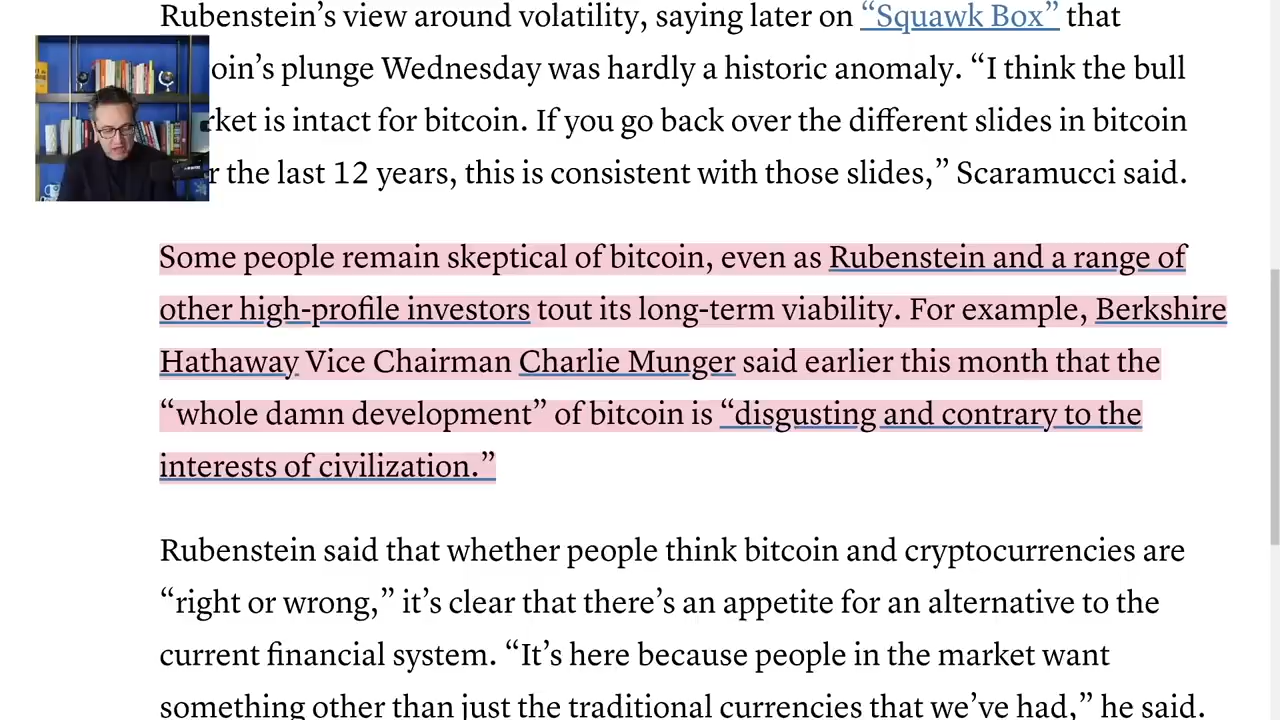 Rubenstein’s view around volatility, saying later on “Squawk Box” that
oin’s plunge Wednesday was hardly a historic anomaly. “I think the bull
rket is intact for bitcoin. If you go back over the different slides in bitcoin
r the last 12 years, this is consistent with those slides,” Scaramucci said.
Some people remain skeptical of bitcoin, even as Rubenstein and a range of
other high-profile investors tout its long-term viability. For example, Berkshire
Hathaway Vice Chairman Charlie Munger said earlier this month that the
“whole damn development” of bitcoin is “disgusting and contrary to the
interests of civilization.”
Rubenstein said that whether people think bitcoin and cryptocurrencies are
“right or wrong,” it’s clear that there’s an appetite for an alternative to the
current financial system. “It’s here because people in the market want
something other than just the traditional currencies that we’ve had,” he said.